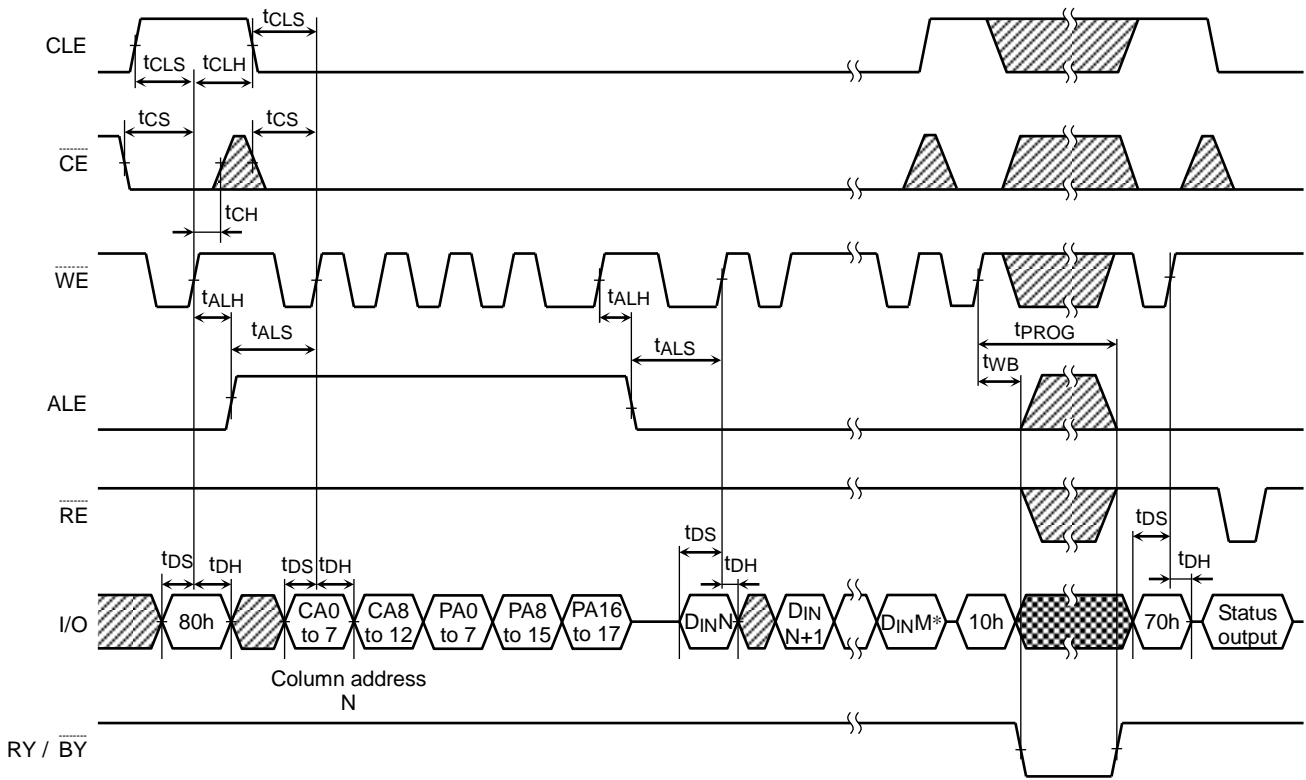 tCLS
CLE
tCLS tCLH
tCS tCS
CE
tCH
WE
tALH tALH
tALS tALS tPROG
tWB
ALE
RE
tDS tDH tDS tDH tDS tDH tDS tDH
I/O 80h CA0 to 7 CA8 to 12 PA0 to 7 PA8 to 15 PA16 to 17 DINN DIN N+1 DINM* 10h 70h Status output
Column address
N
RY / BY